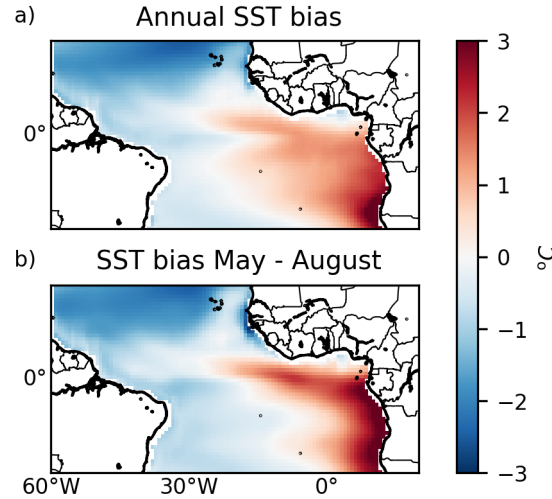 a)
Annual SST bias
0°
b)
SST bias May - August
0°
60°W
30°W
0°
3
2
1
0
−1
−2
−3
°C